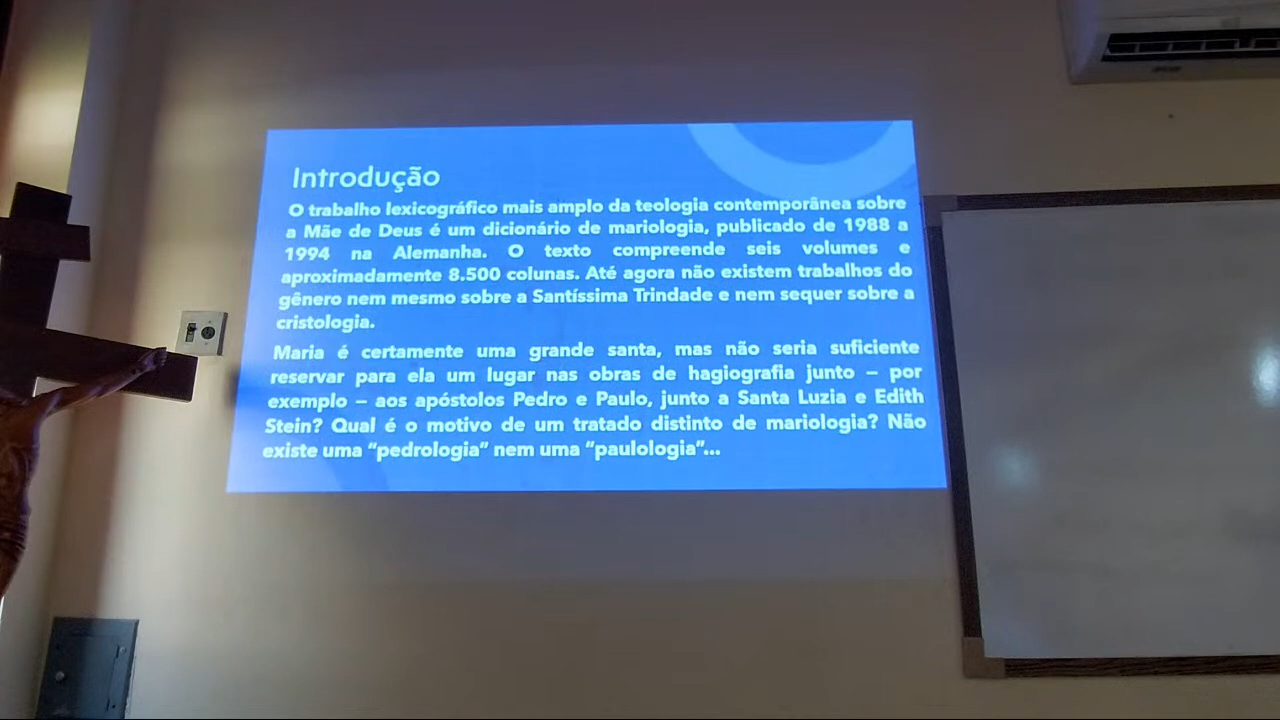 Introdução
O trabalho lexicográfico mais amplo da teologia contemporânea sobre
a Mãe de Deus é um dicionário de mariologia, publicado de 1988 a
1994 na Alemanha. O texto compreende seis volumes e
aproximadamente 8.500 colunas. Até agora não existem trabalhos do
gênero nem mesmo sobre a Santíssima Trindade e nem sequer sobre a
cristologia.
Maria é certamente uma grande santa, mas não seria suficiente
reservar para ela um lugar nas obras de hagiografia junto – por
exemplo – aos apóstolos Pedro e Paulo, junto a Santa Luzia e Edith
Stein? Qual é o motivo de um tratado distinto de mariologia? Não
existe uma “pedrologia” nem uma “paulologia”...